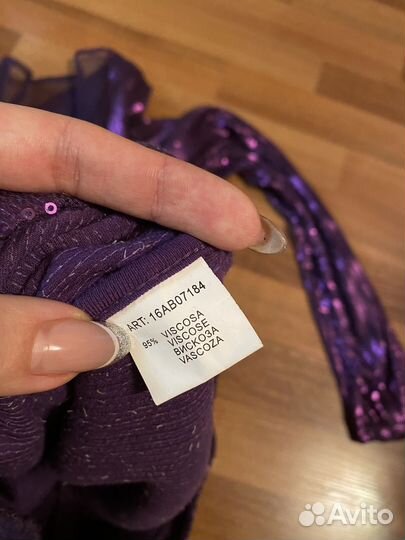 ART: 16AB07184
95% VISCOSA
VISCOSE
ВИСКОЗА
VASCOZA
Avito